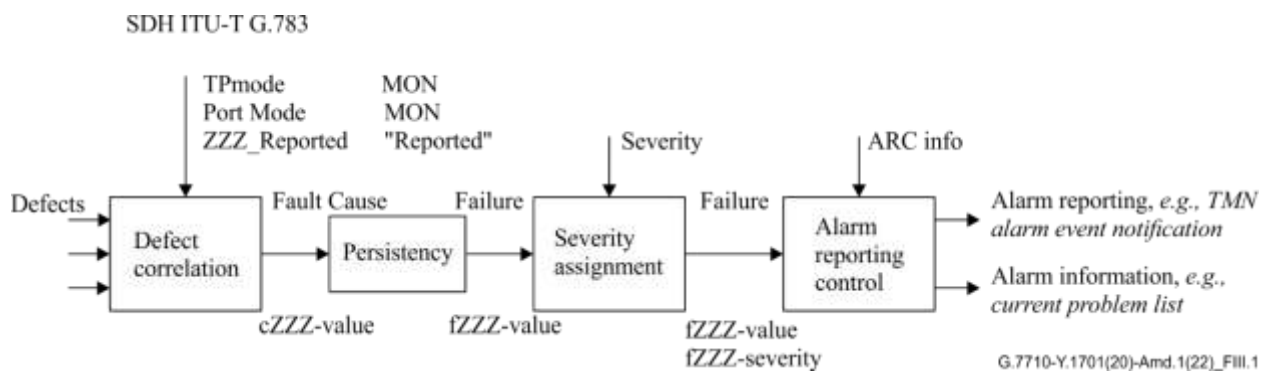 SDH ITU-T G.783
TPmode MON
Port Mode MON
ZZZ_Reported "Reported"
Severity
ARC info
Defects
Defect
correlation
Fault Cause
Persistency
Failure
Severity
assignment
Failure
Alarm
reporting
control
Alarm reporting, e.g., TMN
alarm event notification
Alarm information, e.g.,
current problem list
cZZZ-value
fZZZ-value
fZZZ-value
fZZZ-severity
G.7710-Y.1701(20)-Amd.1(22)_FIII.1